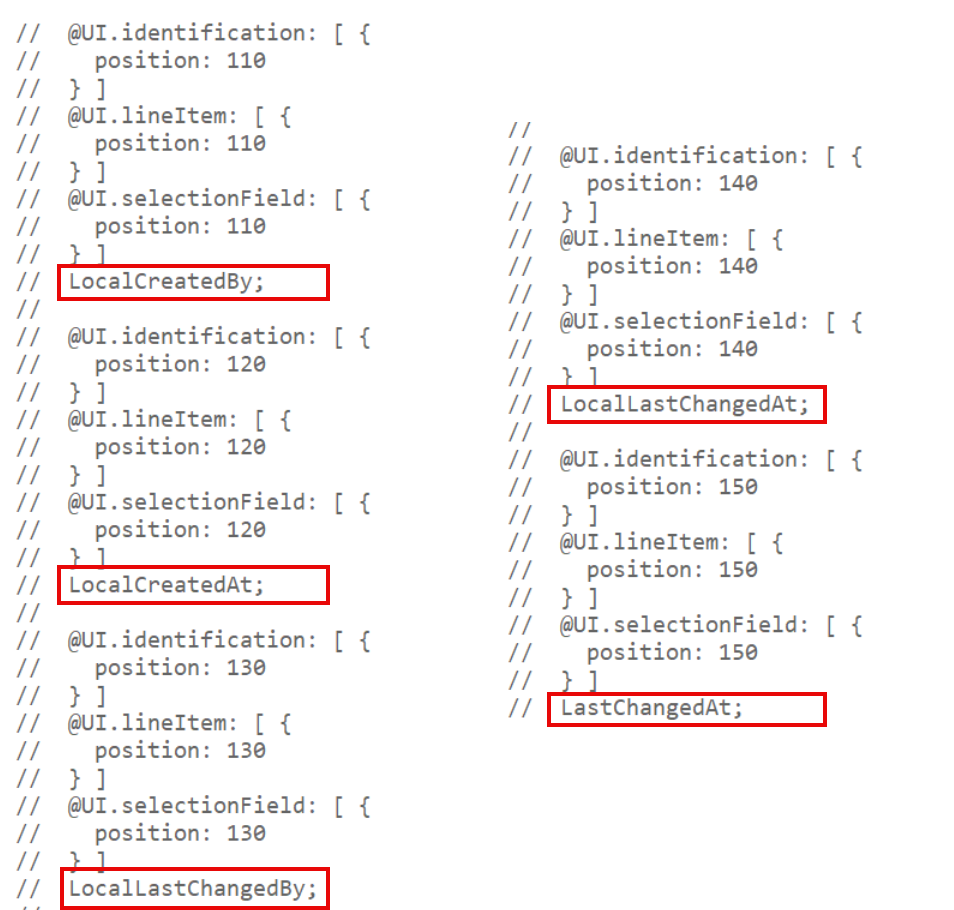 //  @UI.identification: [ {
//    position: 110
//  } ]
//  @UI.lineItem: [ {
//    position: 110
//  } ]
//  @UI.selectionField: [ {
//    position: 110
//  } ]
//  LocalCreatedBy;
//
//  @UI.identification: [ {
//    position: 120
//  } ]
//  @UI.lineItem: [ {
//    position: 120
//  } ]
//  @UI.selectionField: [ {
//    position: 120
//  } ]
//  LocalCreatedAt;
//
//  @UI.identification: [ {
//    position: 130
//  } ]
//  @UI.lineItem: [ {
//    position: 130
//  } ]
//  @UI.selectionField: [ {
//    position: 130
//  } ]
//  LocalLastChangedBy;
//
//
//  @UI.identification: [ {
//    position: 140
//  } ]
//  @UI.lineItem: [ {
//    position: 140
//  } ]
//  @UI.selectionField: [ {
//    position: 140
//  } ]
//  LocalLastChangedAt;
//
//  @UI.identification: [ {
//    position: 150
//  } ]
//  @UI.lineItem: [ {
//    position: 150
//  } ]
//  @UI.selectionField: [ {
//    position: 150
//  } ]
//  LastChangedAt;